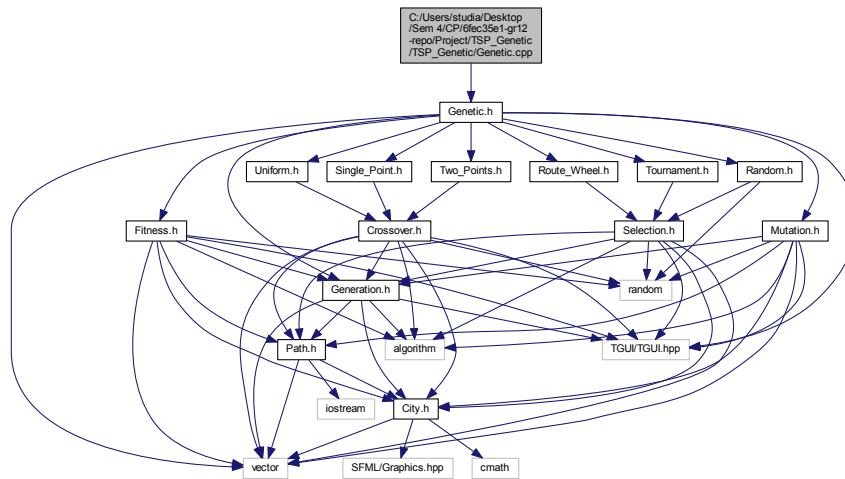 C:/Users/studia/Desktop
/Sem 4/CP/6fec35e1-gr12
-repo/Project/TSP_Genetic
/TSP_Genetic/Genetic.cpp
Genetic.h
Uniform.h
Single_Point.h
Two_Points.h
Route_Wheel.h
Tournament.h
Random.h
Fitness.h
Crossover.h
Selection.h
Mutation.h
Generation.h
random
Path.h
algorithm
TGUI/TGUI.hpp
iostream
City.h
vector
SFML/Graphics.hpp
cmath